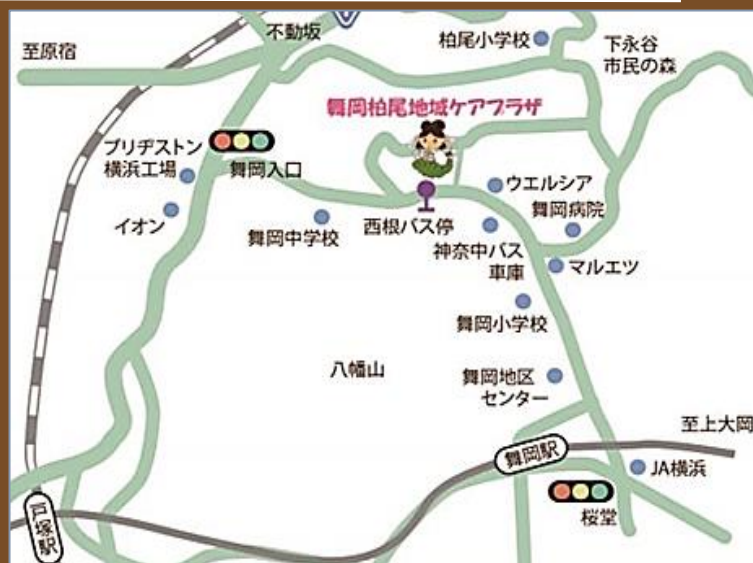 不動坂
柏尾小学校
至原宿
下永谷
市民の森
舞岡柏尾地域ケアプラザ
ブリヂストン
横浜工場
舞岡入口
ウエルシア
イオン
舞岡中学校
西根バス停
舞岡病院
神奈中バス
車庫
マルエツ
舞岡小学校
八幡山
舞岡地区
センター
至上大岡
舞岡駅
JA横浜
桜堂
戸塚駅